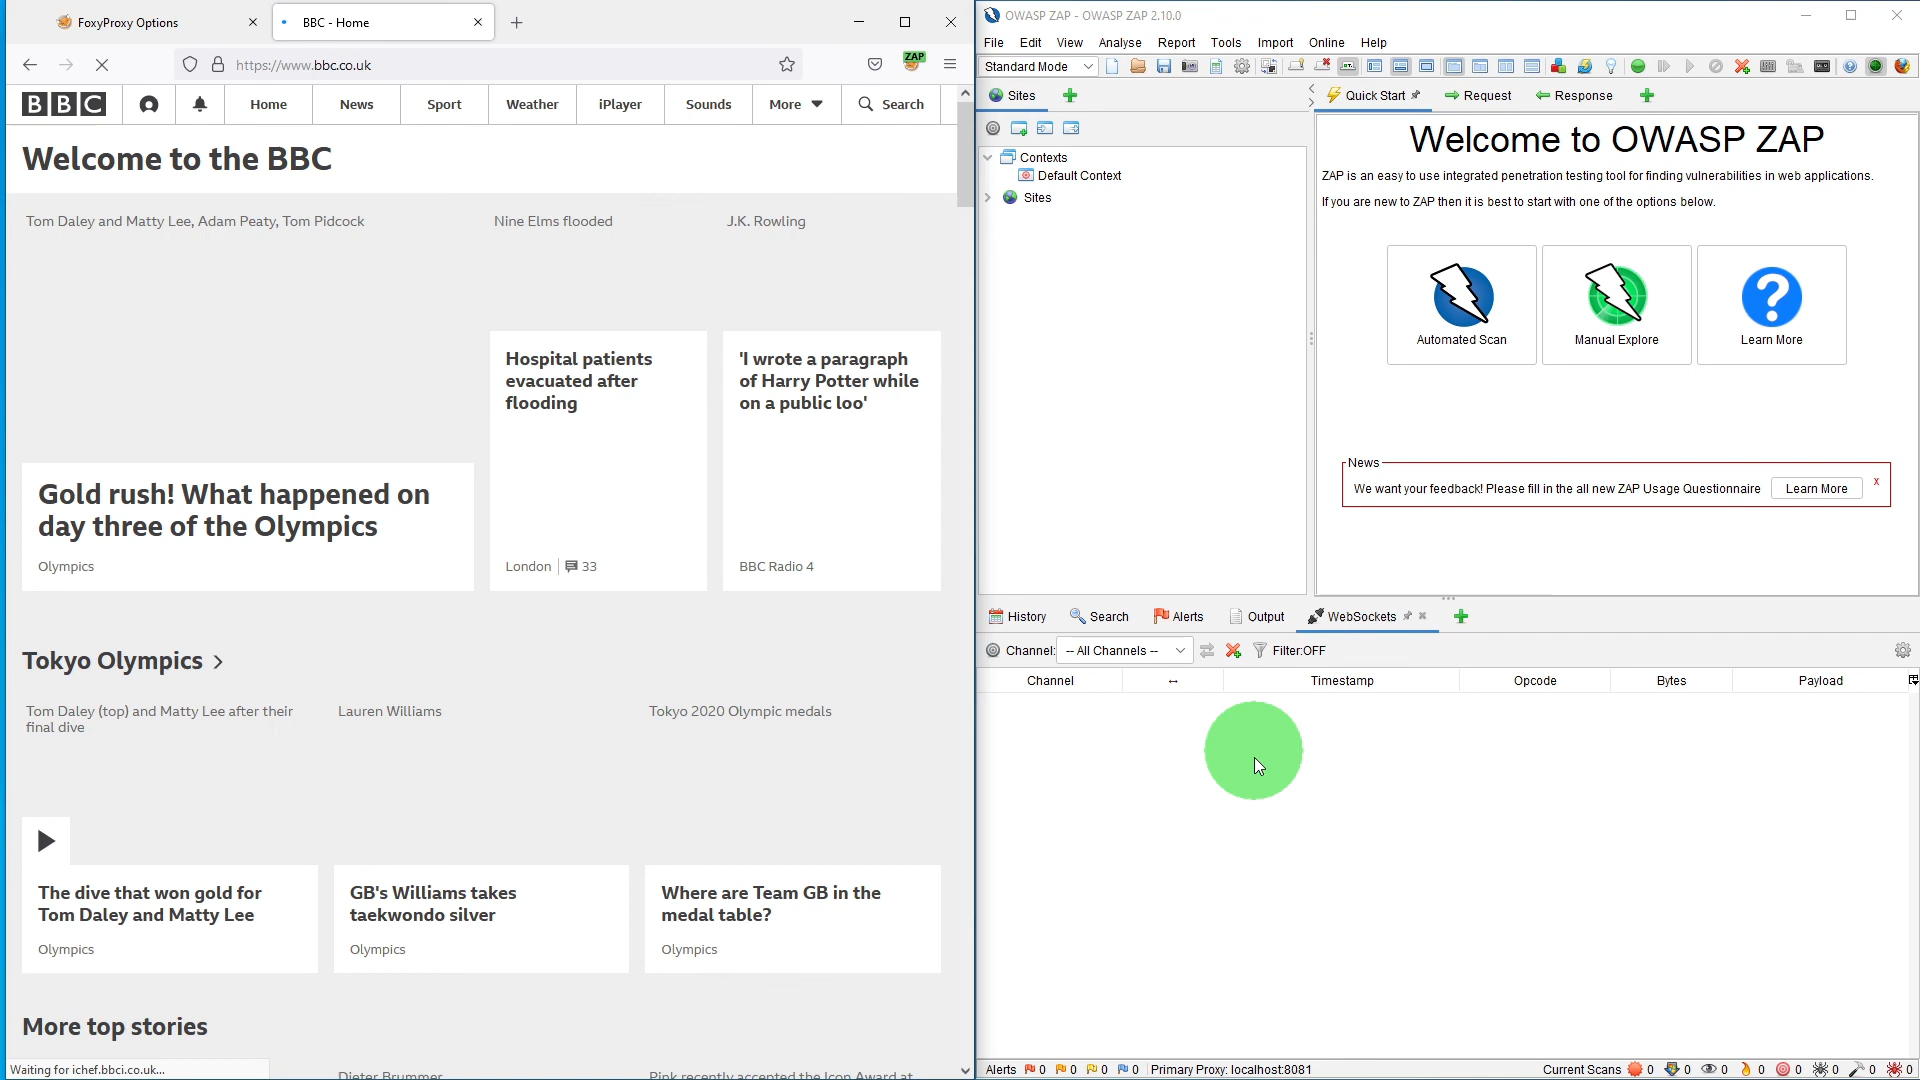 FoxyProxy Options
BBC - Home
https://www.bbc.co.uk
ZAP
BBC
Home
News
Sport
Weather
iPlayer
Sounds
More
Search
Welcome to the BBC
Tom Daley and Matty Lee, Adam Peaty, Tom Pidcock
Nine Elms flooded
J.K. Rowling
Hospital patients
evacuated after
flooding
London
33
'I wrote a paragraph
of Harry Potter while
on a public loo'
BBC Radio 4
Gold rush! What happened on
day three of the Olympics
Olympics
Tokyo Olympics
Tom Daley (top) and Matty Lee after their
final dive
Lauren Williams
Tokyo 2020 Olympic medals
The dive that won gold for
Tom Daley and Matty Lee
Olympics
GB's Williams takes
taekwondo silver
Olympics
Where are Team GB in the
medal table?
Olympics
More top stories
Dieter Brummer
Pink recently accepted the Icon Award at
Waiting for ichef.bbci.co.uk...
OWASP ZAP - OWASP ZAP 2.10.0
File Edit View Analyse Report Tools Import Online Help
Standard Mode
Sites
Quick Start
Request
Response
Contexts
Default Context
Sites
Welcome to OWASP ZAP
ZAP is an easy to use integrated penetration testing tool for finding vulnerabilities in web applications.
If you are new to ZAP then it is best to start with one of the options below.
Automated Scan
Manual Explore
Learn More
News
We want your feedback! Please fill in the all new ZAP Usage Questionnaire
Learn More
x
History
Search
Alerts
Output
WebSockets
Channel:
-- All Channels --
Filter:OFF
Channel
Timestamp
Opcode
Bytes
Payload
Alerts 0 0 0 0 Primary Proxy: localhost:8081
Current Scans 0 0 0 0 0 0 0 0